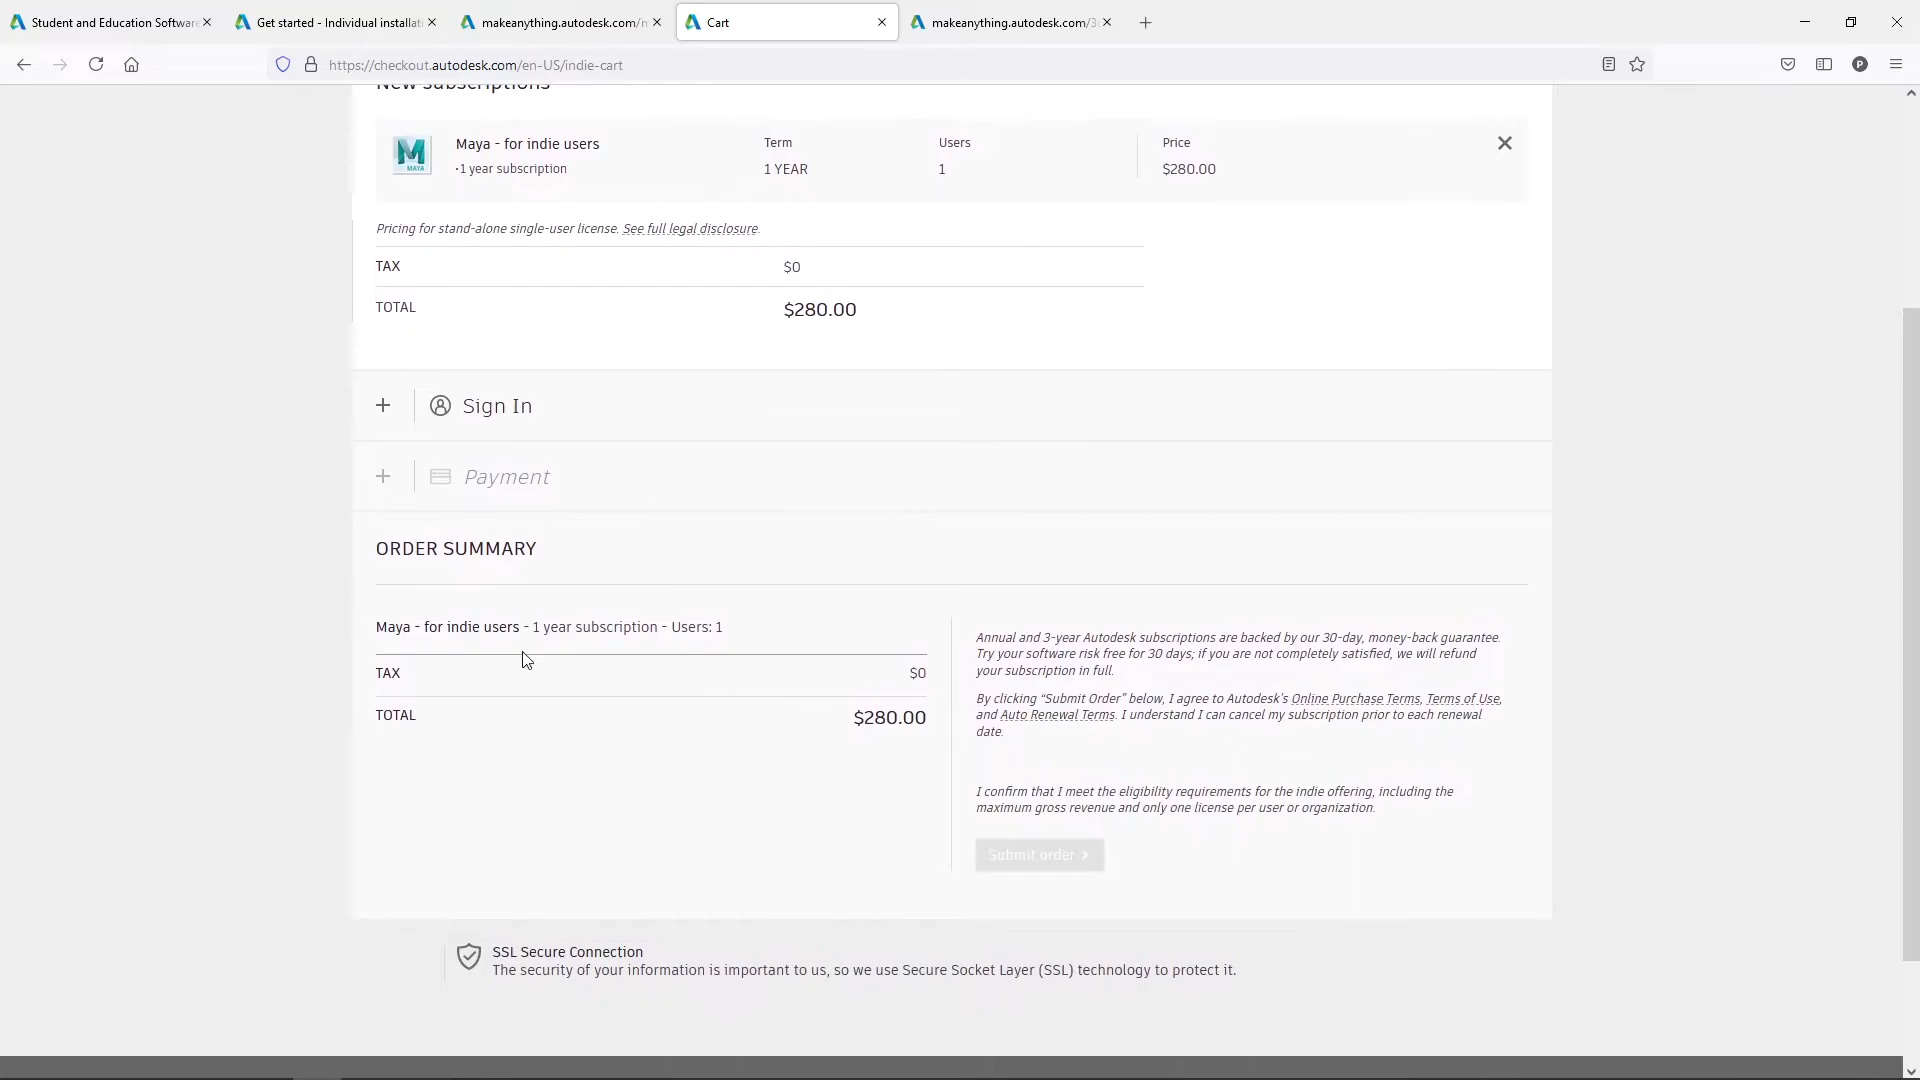 Student and Education Software
Get started - Individual installati
makeanything.autodesk.com/m
Cart
makeanything.autodesk.com/3
https://checkout.autodesk.com/en-US/indie-cart
P
New subscriptions
Maya - for indie users
Term
Users
Price
MAYA
·1 year subscription
1 YEAR
1
$280.00
Pricing for stand-alone single-user license. See full legal disclosure.
TAX
$0
TOTAL
$280.00
Sign In
Payment
ORDER SUMMARY
Maya - for indie users - 1 year subscription - Users: 1
TAX
$0
TOTAL
$280.00
Annual and 3-year Autodesk subscriptions are backed by our 30-day, money-back guarantee.
Try your software risk free for 30 days; if you are not completely satisfied, we will refund
your subscription in full.
By clicking “Submit Order” below, I agree to Autodesk's Online Purchase Terms, Terms of Use,
and Auto Renewal Terms. I understand I can cancel my subscription prior to each renewal
date.
I confirm that I meet the eligibility requirements for the indie offering, including the
maximum gross revenue and only one license per user or organization.
Submit order
SSL Secure Connection
The security of your information is important to us, so we use Secure Socket Layer (SSL) technology to protect it.